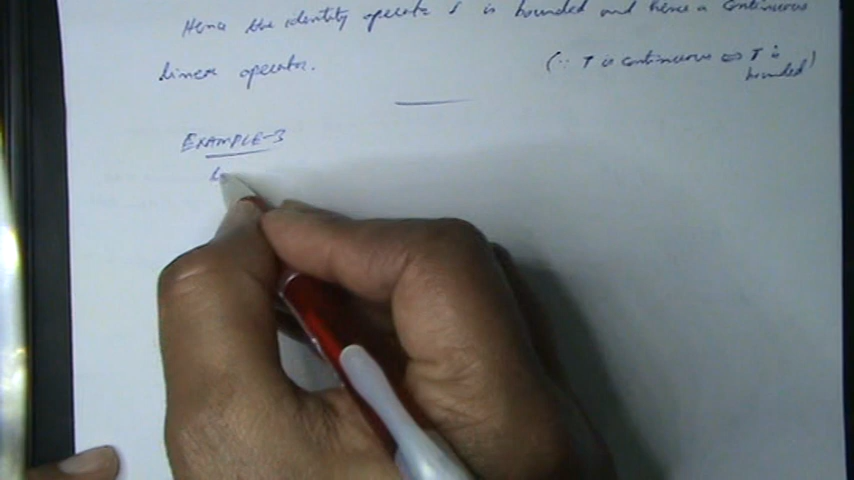 Hence the identity operator I is bounded and hence a continuous
linear operator. (∵ T is continuous ⇔ T is bounded)
EXAMPLE-3